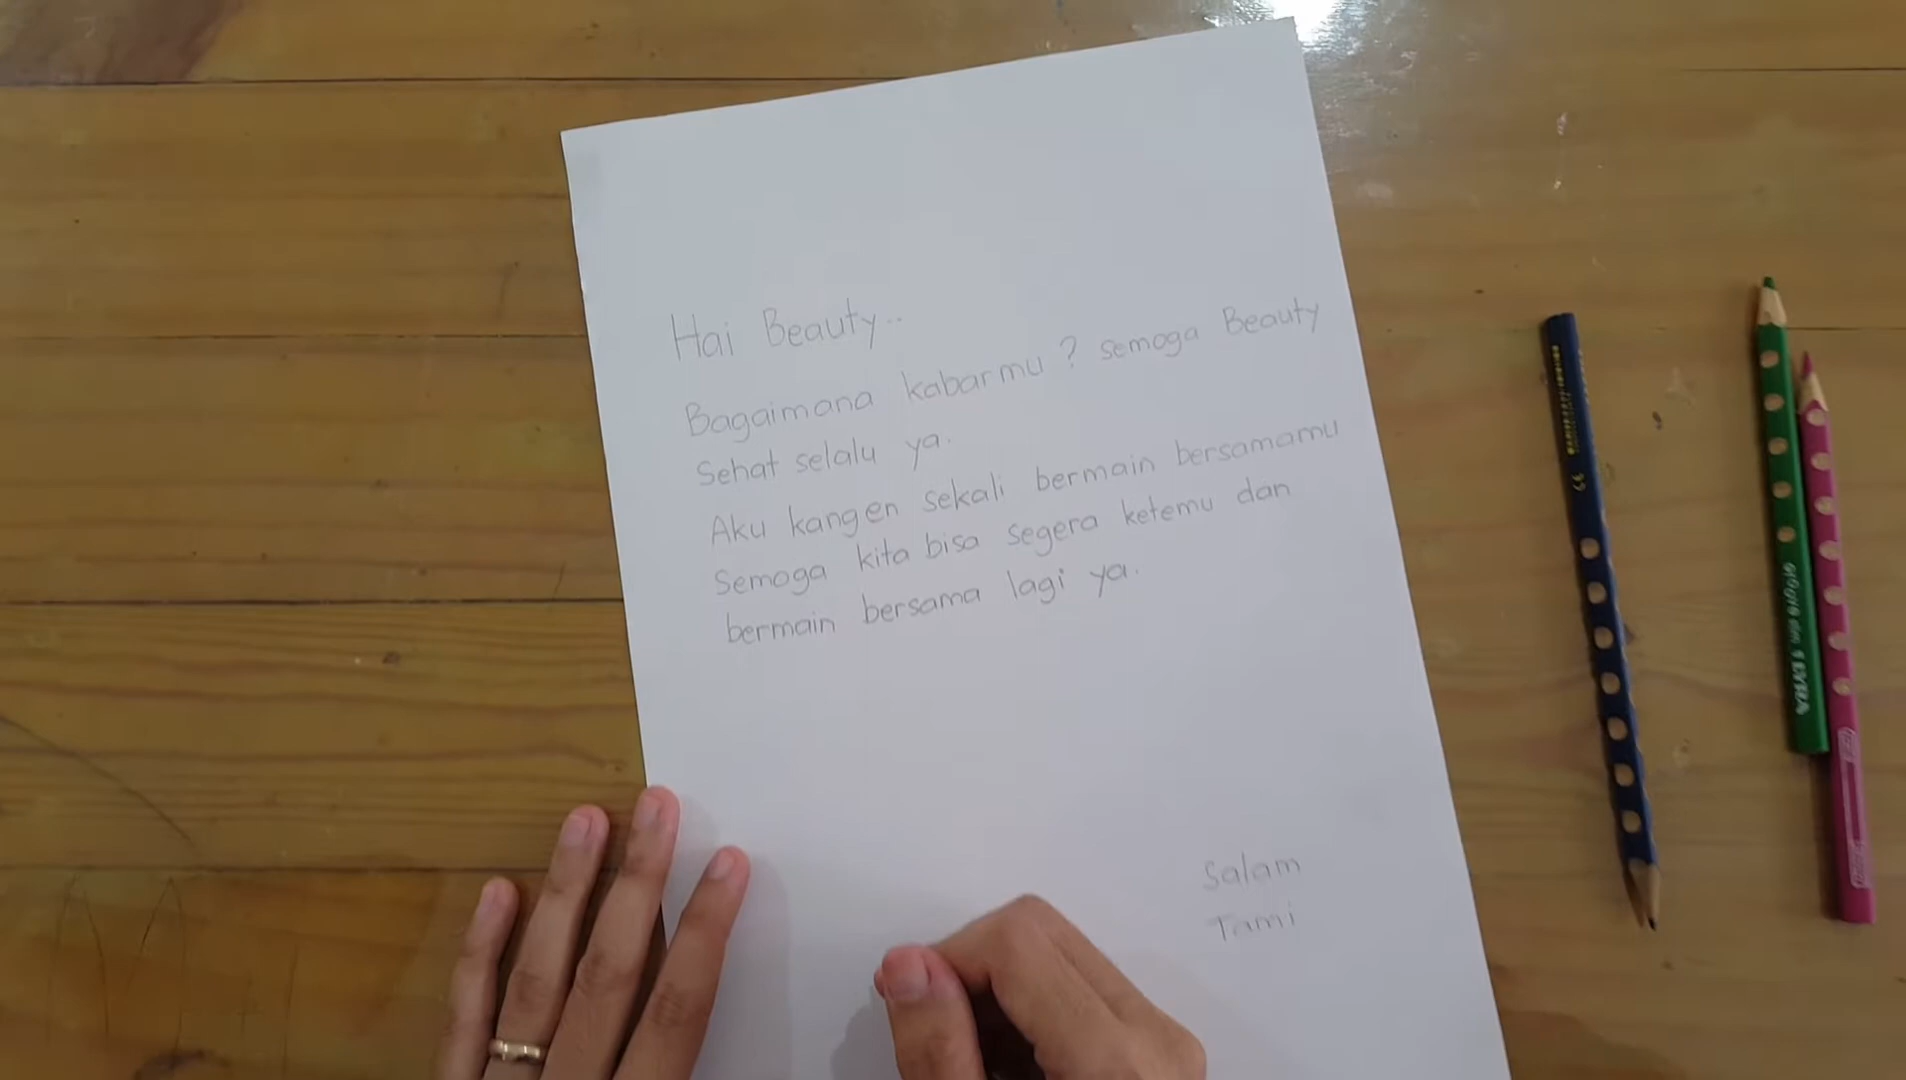 Hai Beauty..
Bagaimana kabarmu? semoga Beauty
Sehat selalu ya.
Aku kangen sekali bermain bersamamu
Semoga kita bisa segera ketemu dan
bermain bersama lagi ya.
Salam
Tami
LYRA